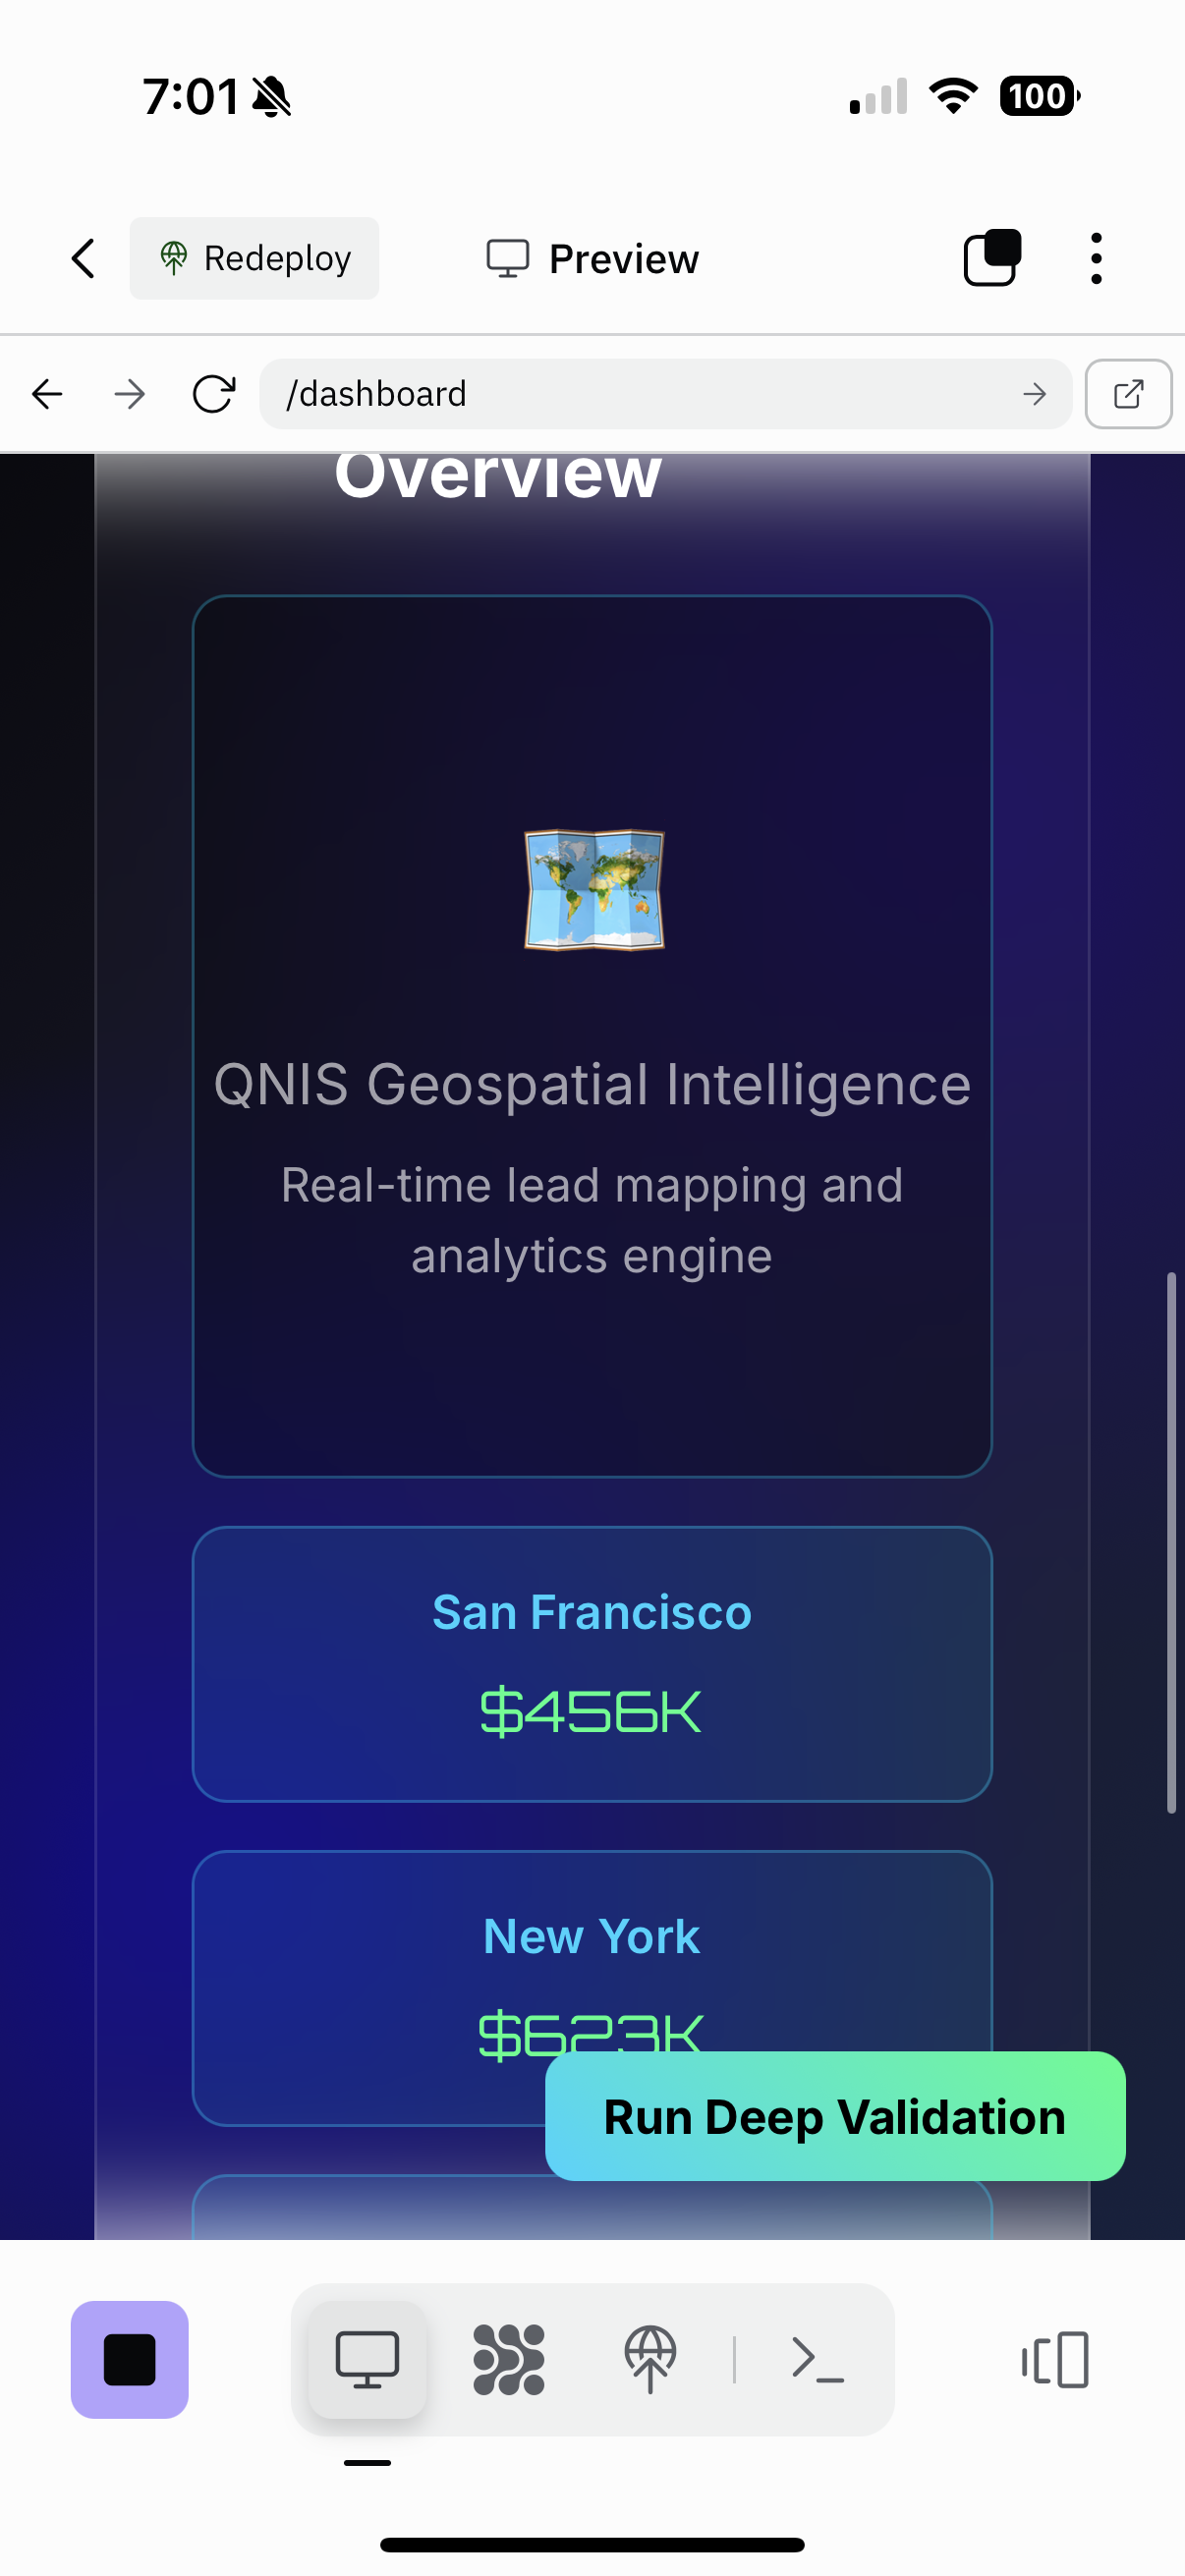 7:01
100
Redeploy
Preview
/dashboard
Overview
QNIS Geospatial Intelligence
Real-time lead mapping and
analytics engine
San Francisco
$456K
New York
$623K
Run Deep Validation